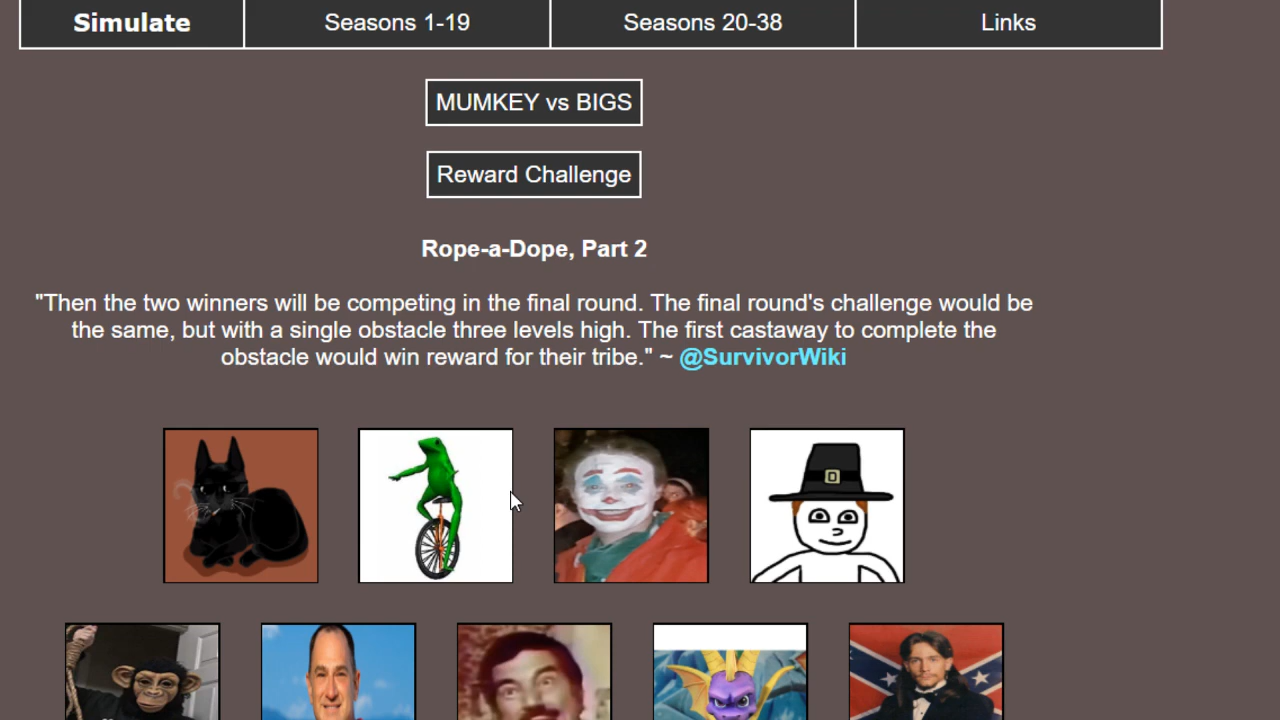 Simulate
Seasons 1-19
Seasons 20-38
Links
MUMKEY vs BIGS
Reward Challenge
Rope-a-Dope, Part 2
"Then the two winners will be competing in the final round. The final round's challenge would be
the same, but with a single obstacle three levels high. The first castaway to complete the
obstacle would win reward for their tribe." ~ @SurvivorWiki